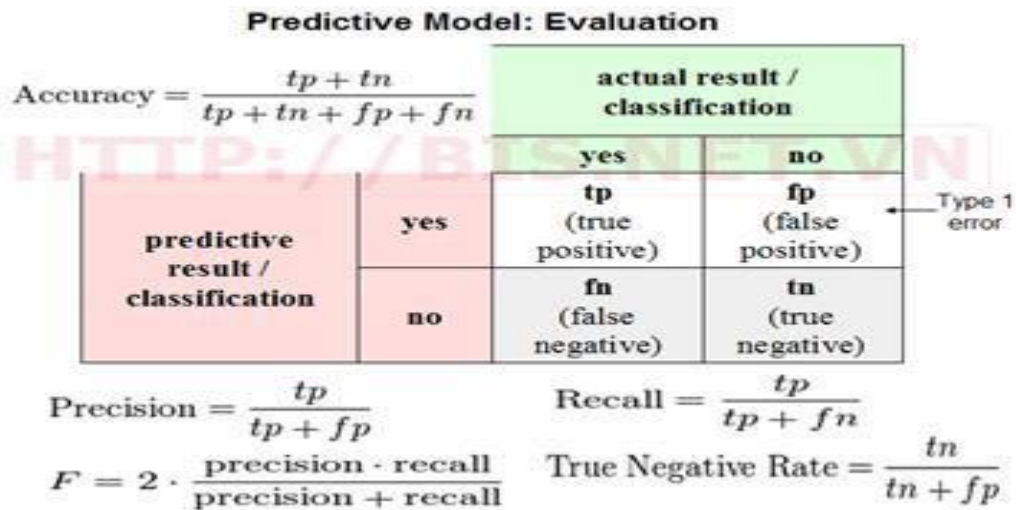 Predictive Model: Evaluation
Accuracy = tp + tn / tp + tn + fp + fn
actual result /
classification
HTTP://BIS.NET.VN
yes no
predictive
result /
classification
yes
tp
(true
positive)
fp
(false
positive)
Type 1
error
no
fn
(false
negative)
tn
(true
negative)
Precision = tp / tp + fp
Recall = tp / tp + fn
F = 2 · precision · recall / precision + recall
True Negative Rate = tn / tn + fp